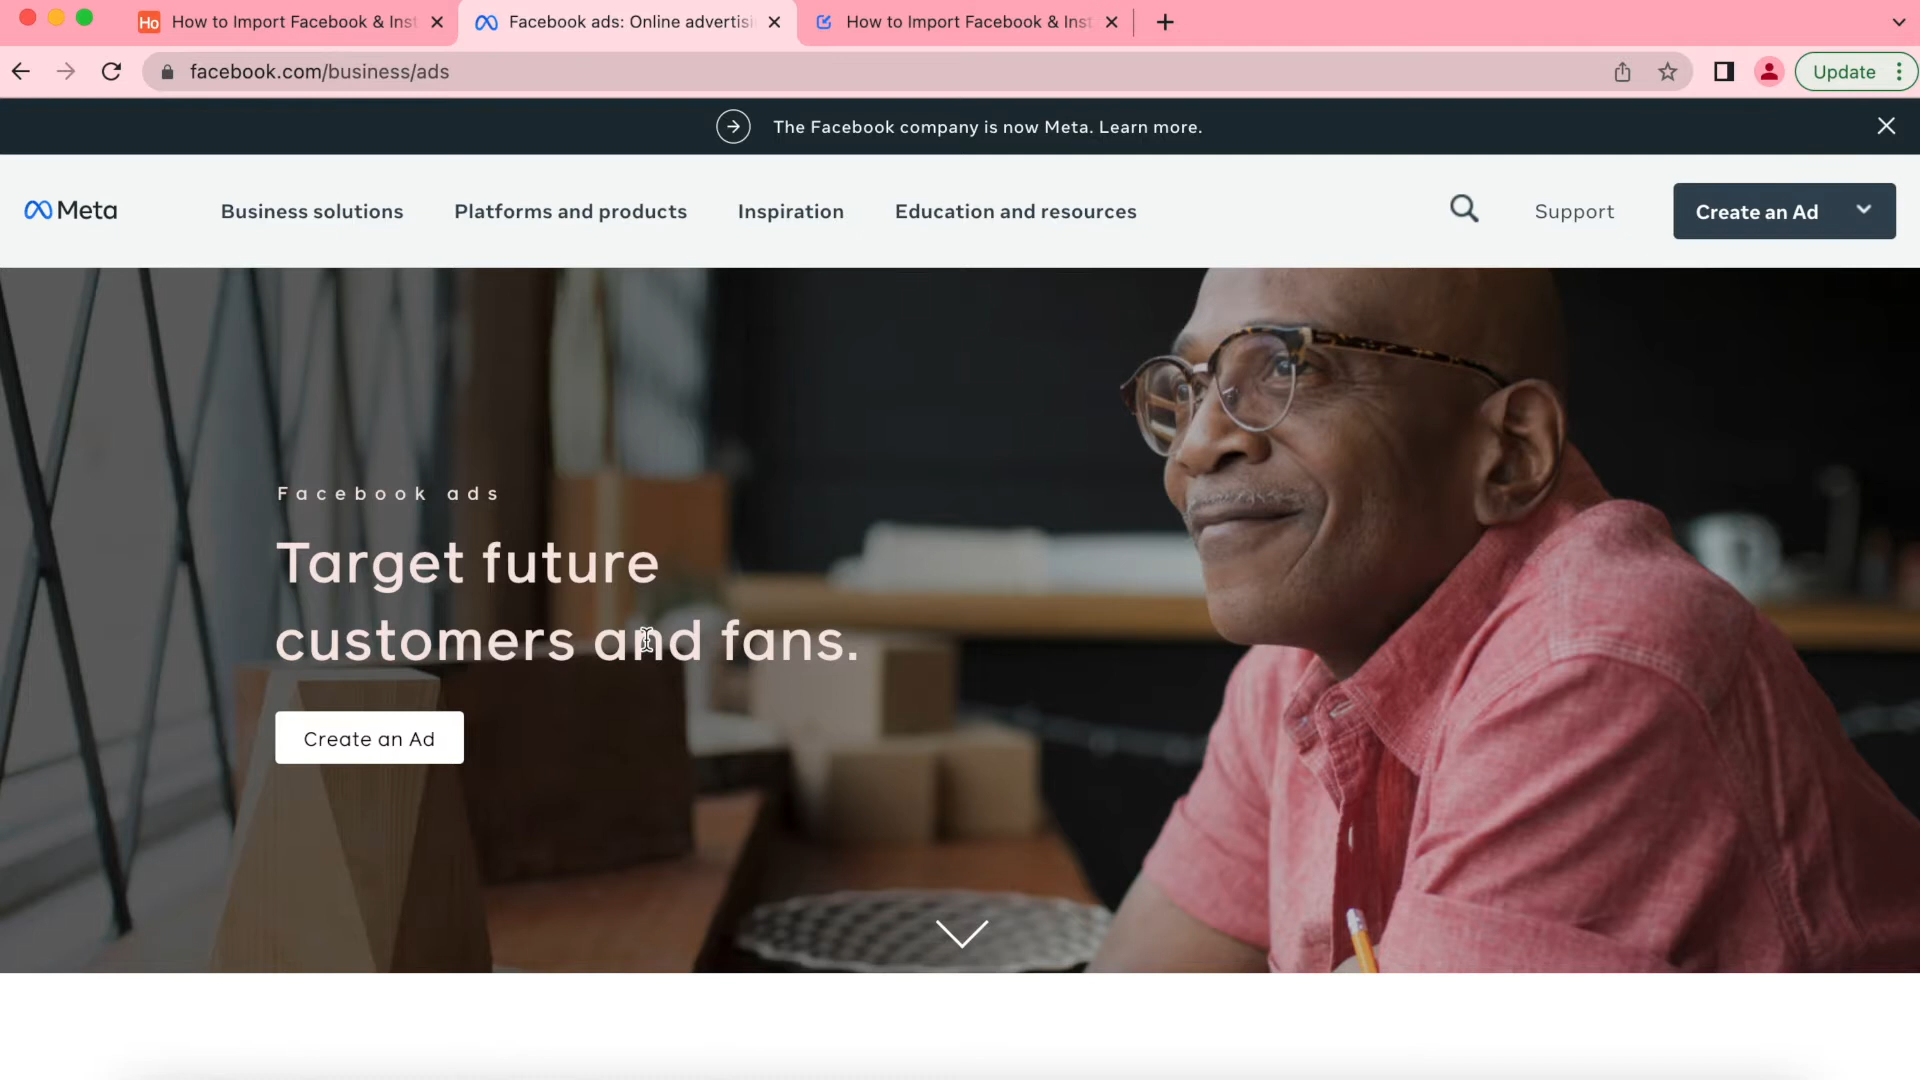 Ho How to Import Facebook & Inst
Facebook ads: Online advertisi
How to Import Facebook & Ins
facebook.com/business/ads
Update
The Facebook company is now Meta. Learn more.
Meta
Business solutions
Platforms and products
Inspiration
Education and resources
Support
Create an Ad
Facebook ads
Target future
customers and fans.
Create an Ad